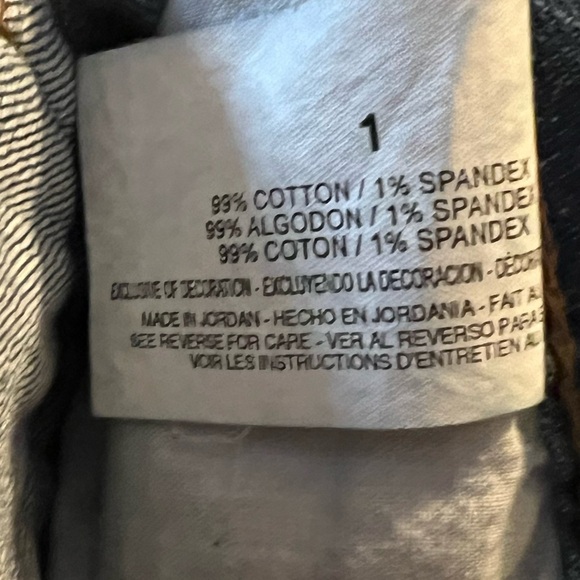 1
99% COTTON / 1% SPANDEX
99% ALGODON / 1% SPANDEX
99% COTON / 1% SPANDEX
EXCLUSIVE OF DECORATION - EXCLUYENDO LA DECORACION - DÉCOR
MADE IN JORDAN - HECHO EN JORDANIA - FAIT A
SEE REVERSE FOR CARE - VER AL REVERSO PARA
VOIR LES INSTRUCTIONS D'ENTRETIEN AU